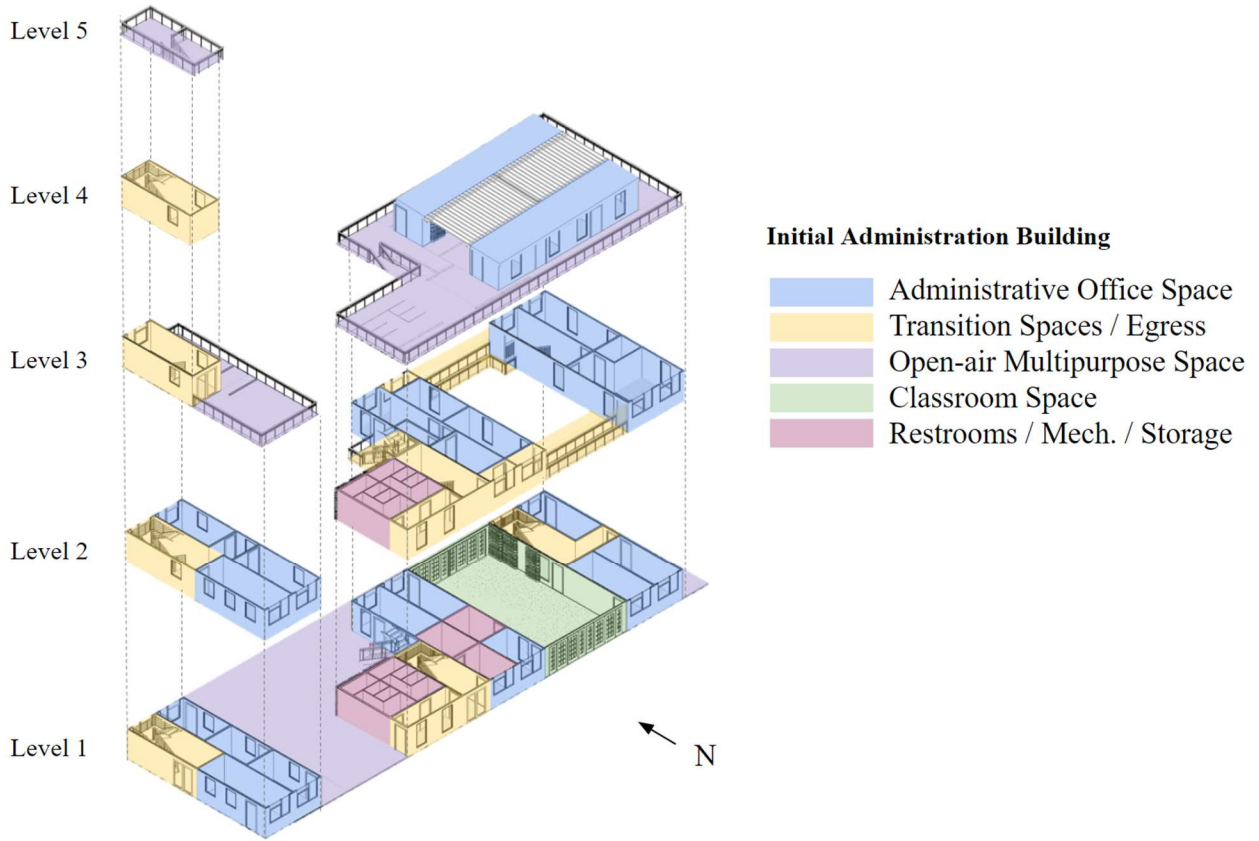 Level 5
Level 4
Level 3
Level 2
Level 1
N
Initial Administration Building
Administrative Office Space
Transition Spaces / Egress
Open-air Multipurpose Space
Classroom Space
Restrooms / Mech. / Storage